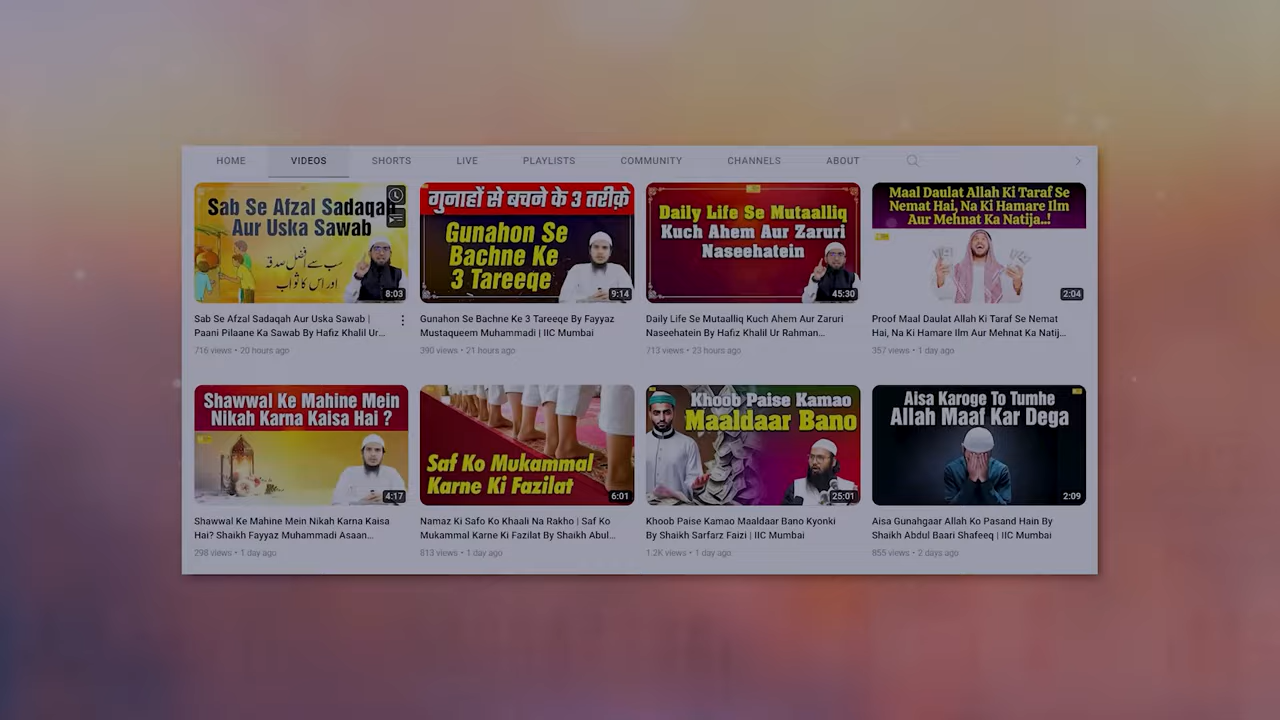 HOME VIDEOS SHORTS LIVE PLAYLISTS COMMUNITY CHANNELS ABOUT
Sab Se Afzal Sadaqah
Aur Uska Sawab
سب سے افضل صدقہ
اور اس کا ثواب
8:03
Sab Se Afzal Sadaqah Aur Uska Sawab |
Paani Pilaane Ka Sawab By Hafiz Khalil Ur...
716 views • 20 hours ago
गुनाहों से बचने के 3 तरीक़े
Gunahon Se
Bachne Ke
3 Tareeqe
9:14
Gunahon Se Bachne Ke 3 Tareeqe By Fayyaz
Mustaqueem Muhammadi | IIC Mumbai
390 views • 21 hours ago
Daily Life Se Mutaalliq
Kuch Ahem Aur Zaruri
Naseehatein
45:30
Daily Life Se Mutaalliq Kuch Ahem Aur Zaruri
Naseehatein By Hafiz Khalil Ur Rahman...
713 views • 23 hours ago
Maal Daulat Allah Ki Taraf Se
Nemat Hai, Na Ki Hamare Ilm
Aur Mehnat Ka Natija..!
2:04
Proof Maal Daulat Allah Ki Taraf Se Nemat
Hai, Na Ki Hamare Ilm Aur Mehnat Ka Natij...
357 views • 1 day ago
Shawwal Ke Mahine Mein
Nikah Karna Kaisa Hai ?
4:17
Shawwal Ke Mahine Mein Nikah Karna Kaisa
Hai? Shaikh Fayyaz Muhammadi Asaan...
298 views • 1 day ago
Saf Ko Mukammal
Karne Ki Fazilat
6:01
Namaz Ki Safo Ko Khaali Na Rakho | Saf Ko
Mukammal Karne Ki Fazilat By Shaikh Abul...
813 views • 1 day ago
Khoob Paise Kamao
Maaldaar Bano
25:01
Khoob Paise Kamao Maaldaar Bano Kyonki
By Shaikh Sarfarz Faizi | IIC Mumbai
1.2K views • 1 day ago
Aisa Karoge To Tumhe
Allah Maaf Kar Dega
2:09
Aisa Gunahgaar Allah Ko Pasand Hain By
Shaikh Abdul Baari Shafeeq | IIC Mumbai
855 views • 2 days ago